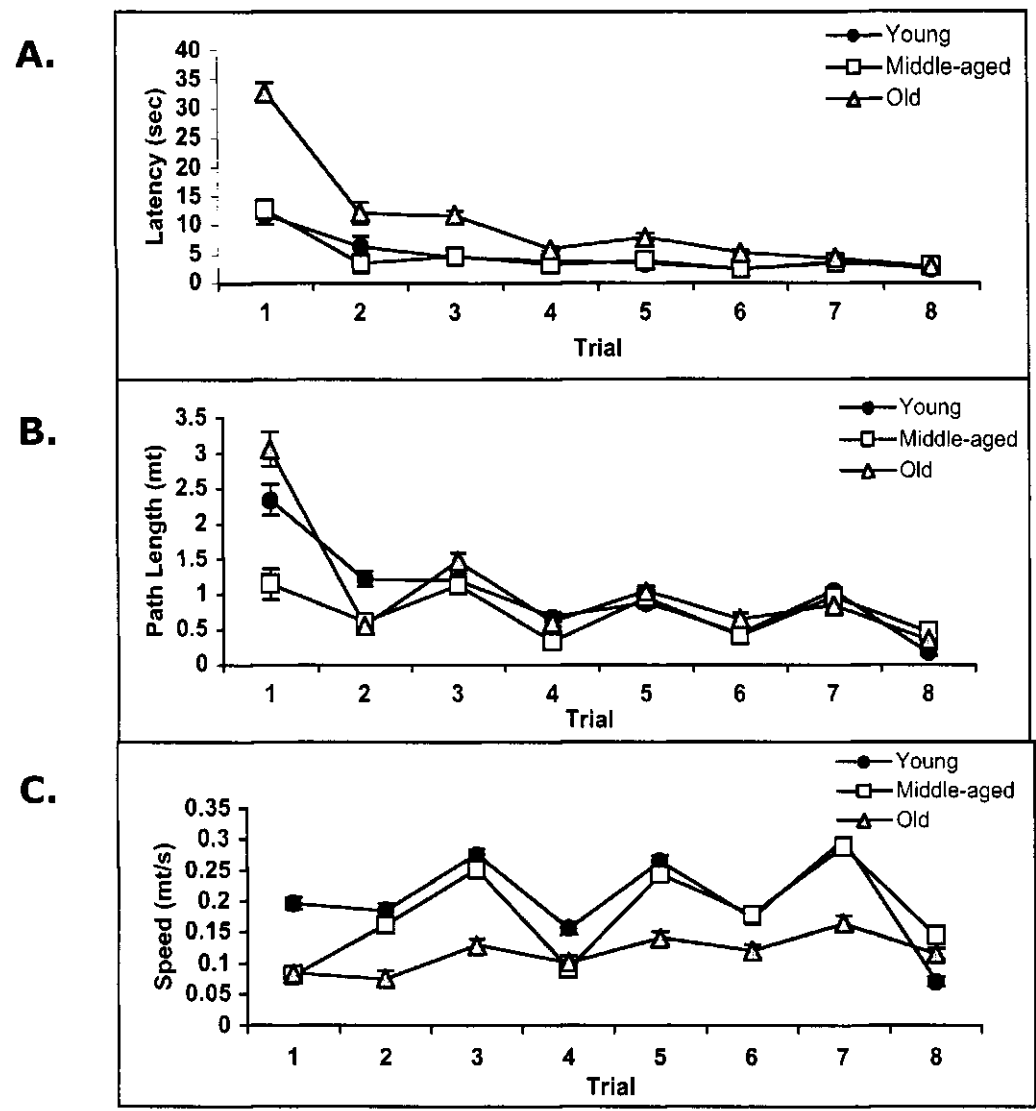 A.
Latency (sec)
40
35
30
25
20
15
10
5
0
1 2 3 4 5 6 7 8
Trial
Young
Middle-aged
Old
B.
Path Length (mt)
3.5
3
2.5
2
1.5
1
0.5
0
1 2 3 4 5 6 7 8
Trial
Young
Middle-aged
Old
C.
Speed (mt/s)
0.35
0.3
0.25
0.2
0.15
0.1
0.05
0
1 2 3 4 5 6 7 8
Trial
Young
Middle-aged
Old